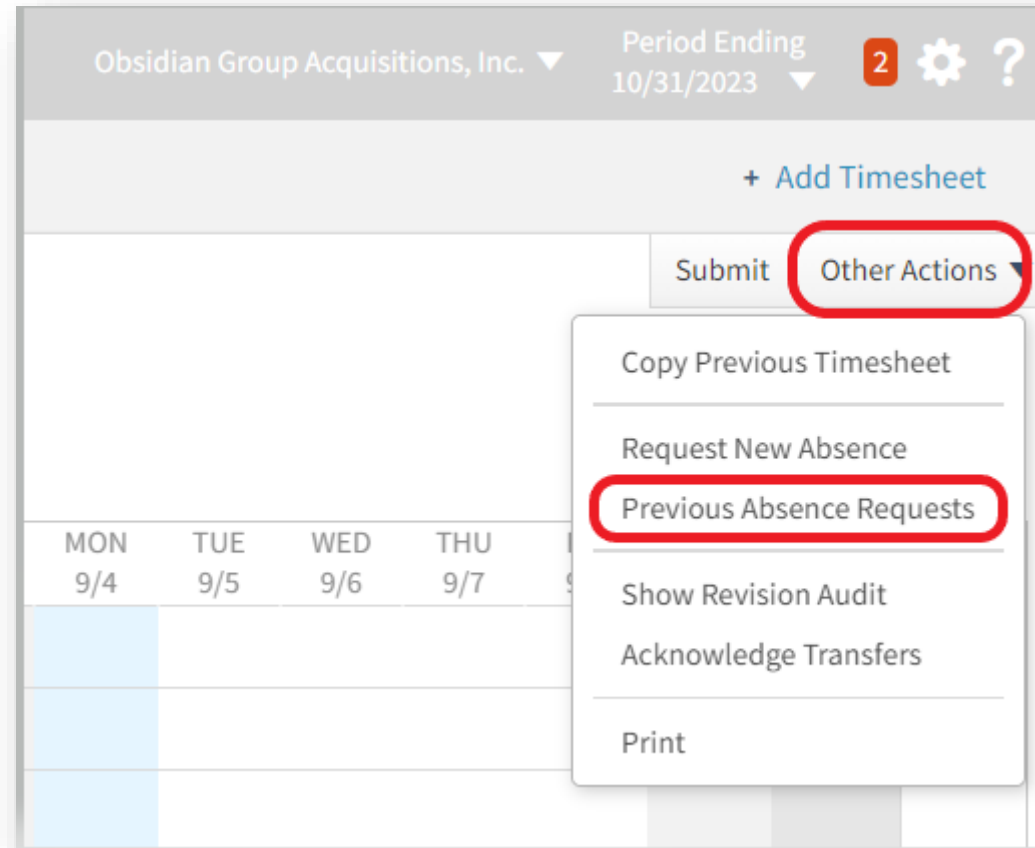 Obsidian Group Acquisitions, Inc.
Period Ending
10/31/2023
2
?
+ Add Timesheet
Submit
Other Actions
Copy Previous Timesheet
Request New Absence
Previous Absence Requests
MON TUE WED THU
9/4 9/5 9/6 9/7
Show Revision Audit
Acknowledge Transfers
Print